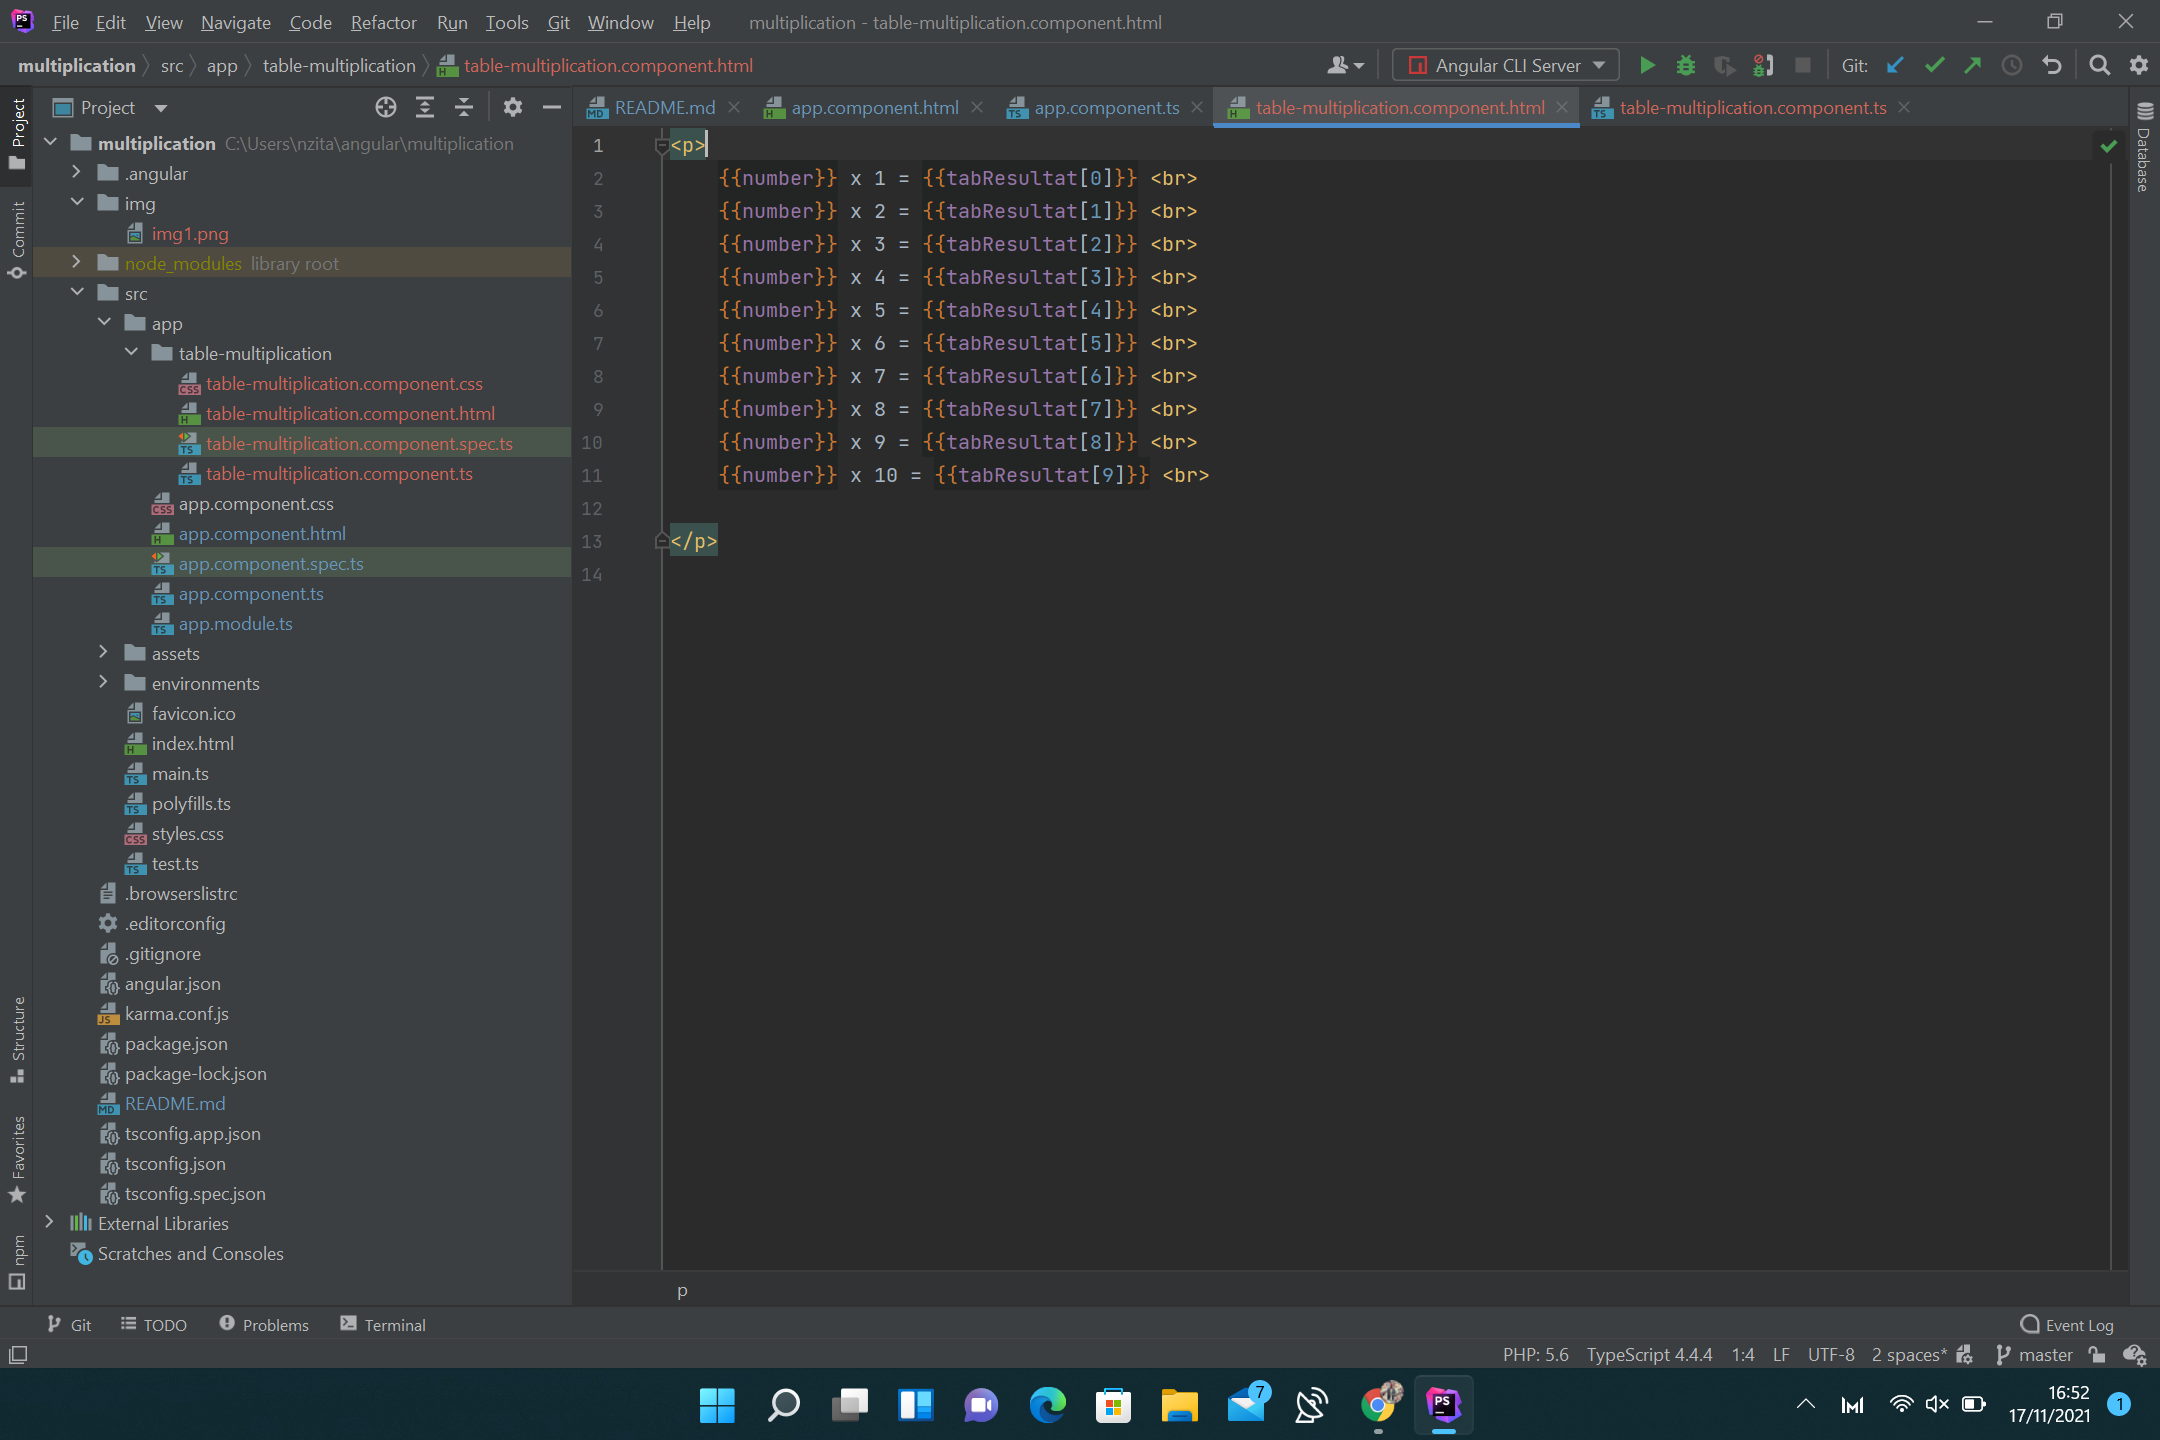 File Edit View Navigate Code Refactor Run Tools Git Window Help multiplication - table-multiplication.component.html
multiplication src app table-multiplication table-multiplication.component.html Angular CLI Server Git:
Project
README.md app.component.html app.component.ts table-multiplication.component.html table-multiplication.component.ts
Project
Commit
Structure
Favorites
npm
Database
multiplication C:\Users\nzita\angular\multiplication
.angular
img
img1.png
node_modules library root
src
app
table-multiplication
table-multiplication.component.css
table-multiplication.component.html
table-multiplication.component.spec.ts
table-multiplication.component.ts
app.component.css
app.component.html
app.component.spec.ts
app.component.ts
app.module.ts
assets
environments
favicon.ico
index.html
main.ts
polyfills.ts
styles.css
test.ts
.browserslistrc
.editorconfig
.gitignore
angular.json
karma.conf.js
package.json
package-lock.json
README.md
tsconfig.app.json
tsconfig.json
tsconfig.spec.json
External Libraries
Scratches and Consoles
1 <p>
2 {{number}} x 1 = {{tabResultat[0]}} <br>
3 {{number}} x 2 = {{tabResultat[1]}} <br>
4 {{number}} x 3 = {{tabResultat[2]}} <br>
5 {{number}} x 4 = {{tabResultat[3]}} <br>
6 {{number}} x 5 = {{tabResultat[4]}} <br>
7 {{number}} x 6 = {{tabResultat[5]}} <br>
8 {{number}} x 7 = {{tabResultat[6]}} <br>
9 {{number}} x 8 = {{tabResultat[7]}} <br>
10 {{number}} x 9 = {{tabResultat[8]}} <br>
11 {{number}} x 10 = {{tabResultat[9]}} <br>
12
13 </p>
14
p
Git TODO Problems Terminal Event Log
PHP: 5.6 TypeScript 4.4.4 1:4 LF UTF-8 2 spaces* master
7
PS
16:52
17/11/2021
1